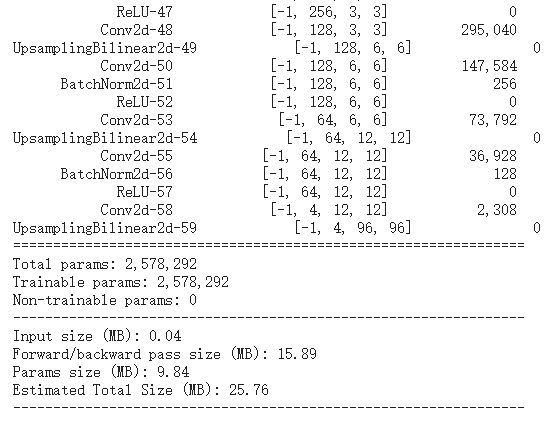 ReLU-47 [-1, 256, 3, 3] 0
Conv2d-48 [-1, 128, 3, 3] 295,040
UpsamplingBilinear2d-49 [-1, 128, 6, 6] 0
Conv2d-50 [-1, 128, 6, 6] 147,584
BatchNorm2d-51 [-1, 128, 6, 6] 256
ReLU-52 [-1, 128, 6, 6] 0
Conv2d-53 [-1, 64, 6, 6] 73,792
UpsamplingBilinear2d-54 [-1, 64, 12, 12] 0
Conv2d-55 [-1, 64, 12, 12] 36,928
BatchNorm2d-56 [-1, 64, 12, 12] 128
ReLU-57 [-1, 64, 12, 12] 0
Conv2d-58 [-1, 4, 12, 12] 2,308
UpsamplingBilinear2d-59 [-1, 4, 96, 96] 0
================================================================
Total params: 2,578,292
Trainable params: 2,578,292
Non-trainable params: 0
----------------------------------------------------------------
Input size (MB): 0.04
Forward/backward pass size (MB): 15.89
Params size (MB): 9.84
Estimated Total Size (MB): 25.76
----------------------------------------------------------------